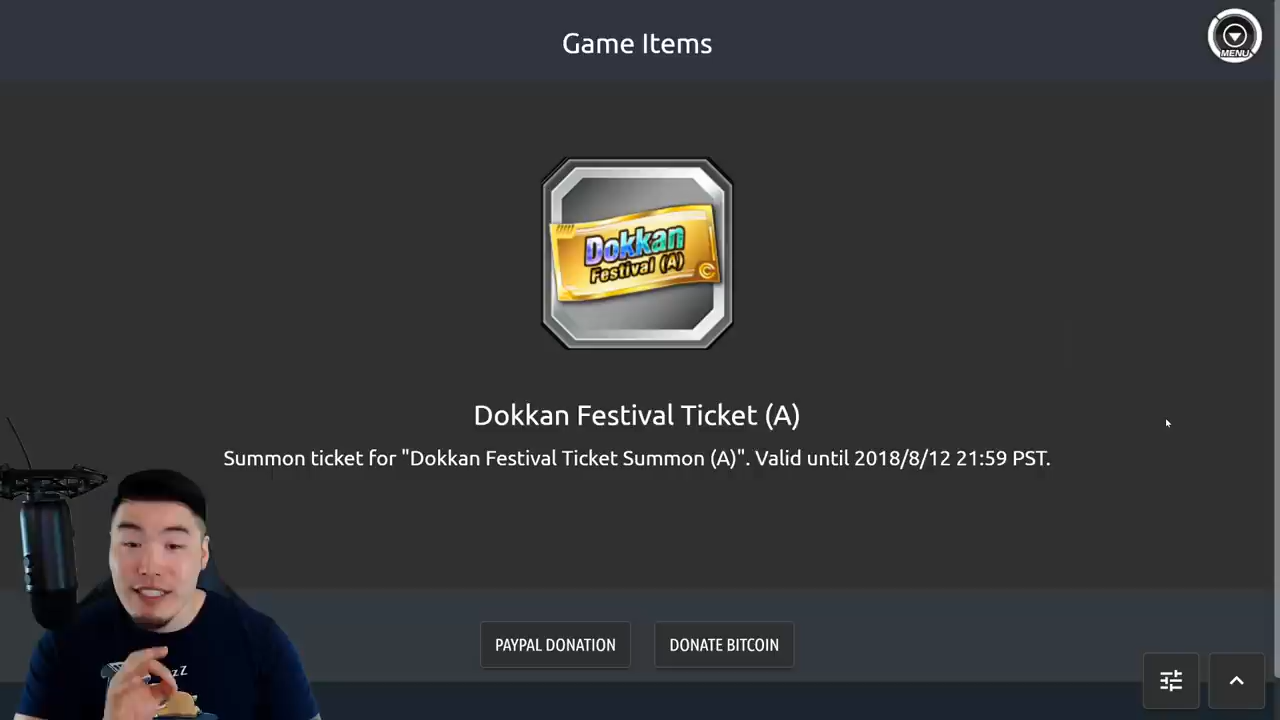 Game Items
MENU
Dokkan
Festival (A)
Dokkan Festival Ticket (A)
Summon ticket for "Dokkan Festival Ticket Summon (A)". Valid until 2018/8/12 21:59 PST.
PAYPAL DONATION
DONATE BITCOIN
ZZ